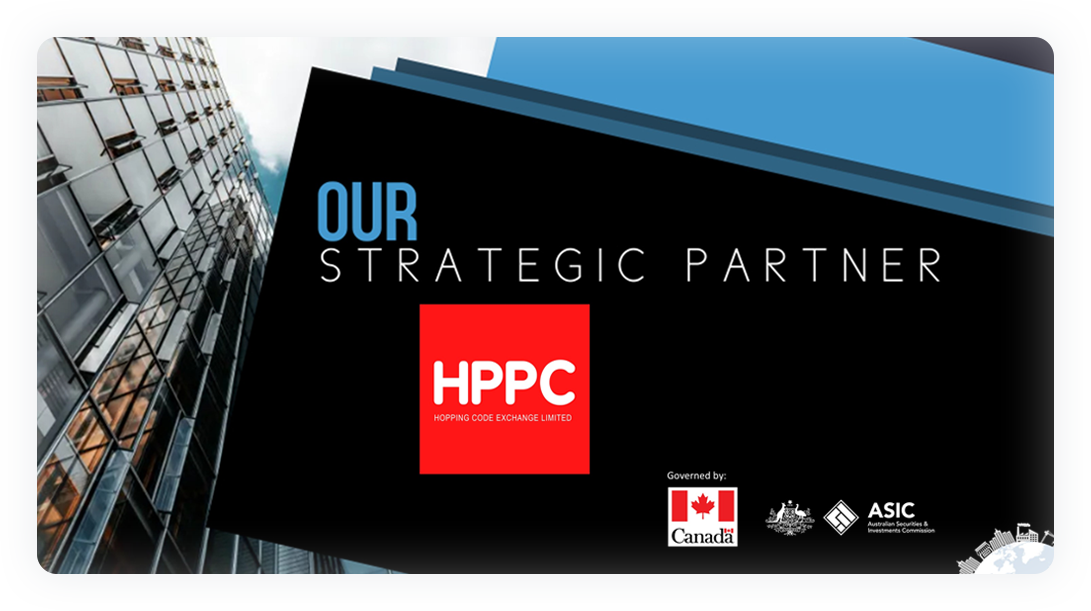 OUR
STRATEGIC PARTNER
HPPC
HOPPING CODE EXCHANGE LIMITED
Governed by:
Canada
ASIC
Australian Securities &
Investments Commission